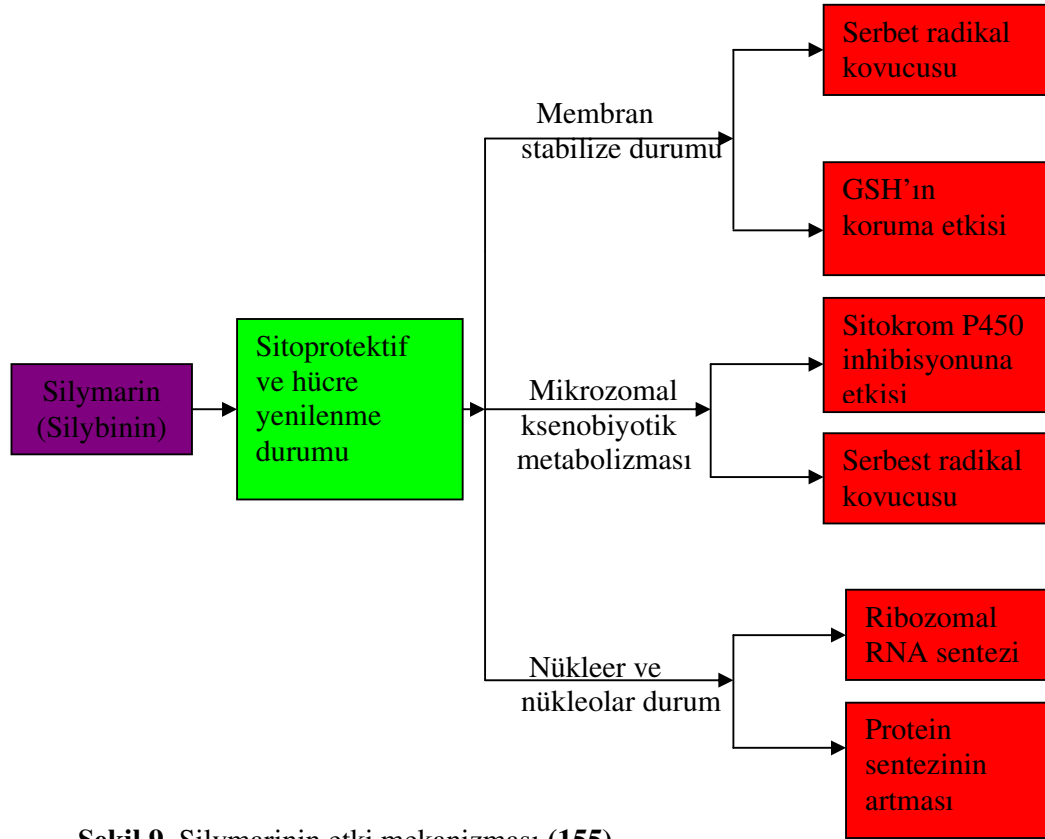 Silymarin
(Silybinin)
Sitoprotektif
ve hücre
yenilenme
durumu
Membran
stabilize durumu
Serbet radikal
kovucusu
GSH’ın
koruma etkisi
Mikrozomal
ksenobiyotik
metabolizması
Sitokrom P450
inhibisyonuna
etkisi
Serbest radikal
kovucusu
Nükleer ve
nükleolar durum
Ribozomal
RNA sentezi
Protein
sentezinin
artması
Şekil 9. Silymarinin etki mekanizması (155)